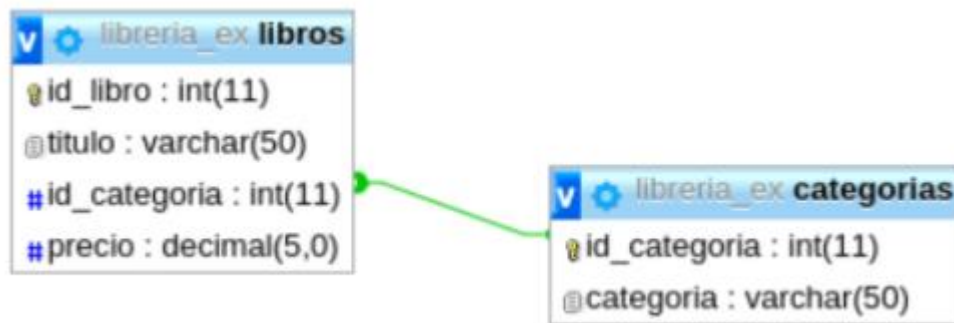 v libreria_ex libros
id_libro : int(11)
titulo : varchar(50)
#id_categoria : int(11)
#precio : decimal(5,0)
v libreria_ex categorias
id_categoria : int(11)
categoria : varchar(50)